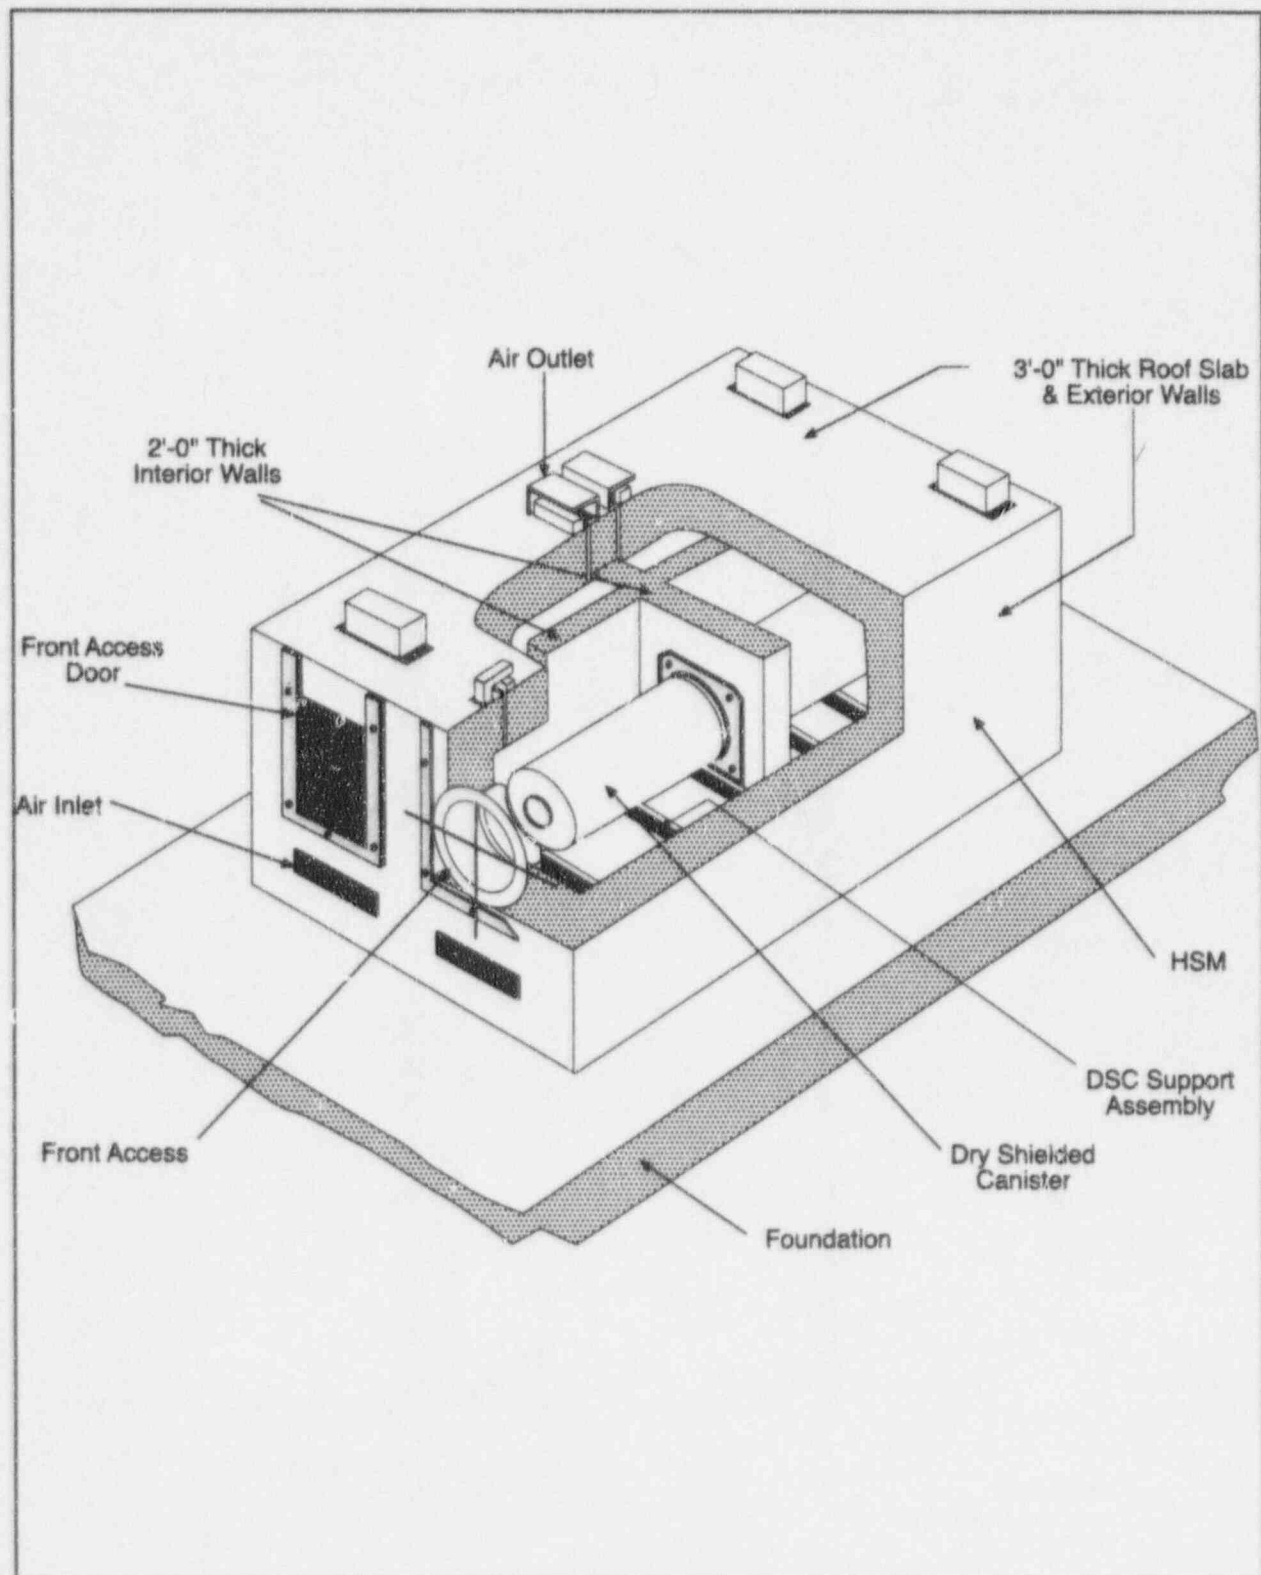 Air Outlet
3'-0" Thick Roof Slab
& Exterior Walls
2'-0" Thick
Interior Walls
Front Access
Door
Air Inlet
HSM
DSC Support
Assembly
Front Access
Dry Shielded
Canister
Foundation